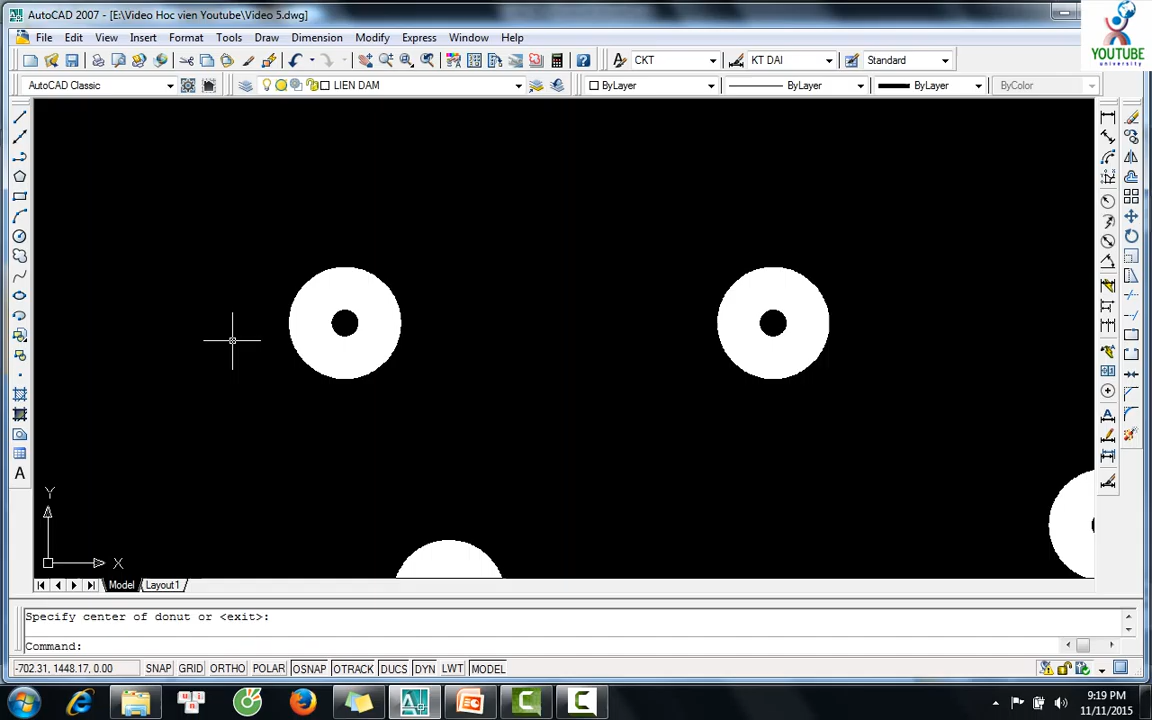 AutoCAD 2007 - [E:\Video Hoc vien Youtube\Video 5.dwg]
YOUTUBE
university
File Edit View Insert Format Tools Draw Dimension Modify Express Window Help
CKT KT DAI Standard
AutoCAD Classic LIEN DAM ByLayer ByLayer ByLayer ByColor
A
Y
X
Model Layout1
Specify center of donut or <exit>:
Command:
-702.31, 1448.17, 0.00 SNAP GRID ORTHO POLAR OSNAP OTRACK DUCS DYN LWT MODEL
9:19 PM
11/11/2015